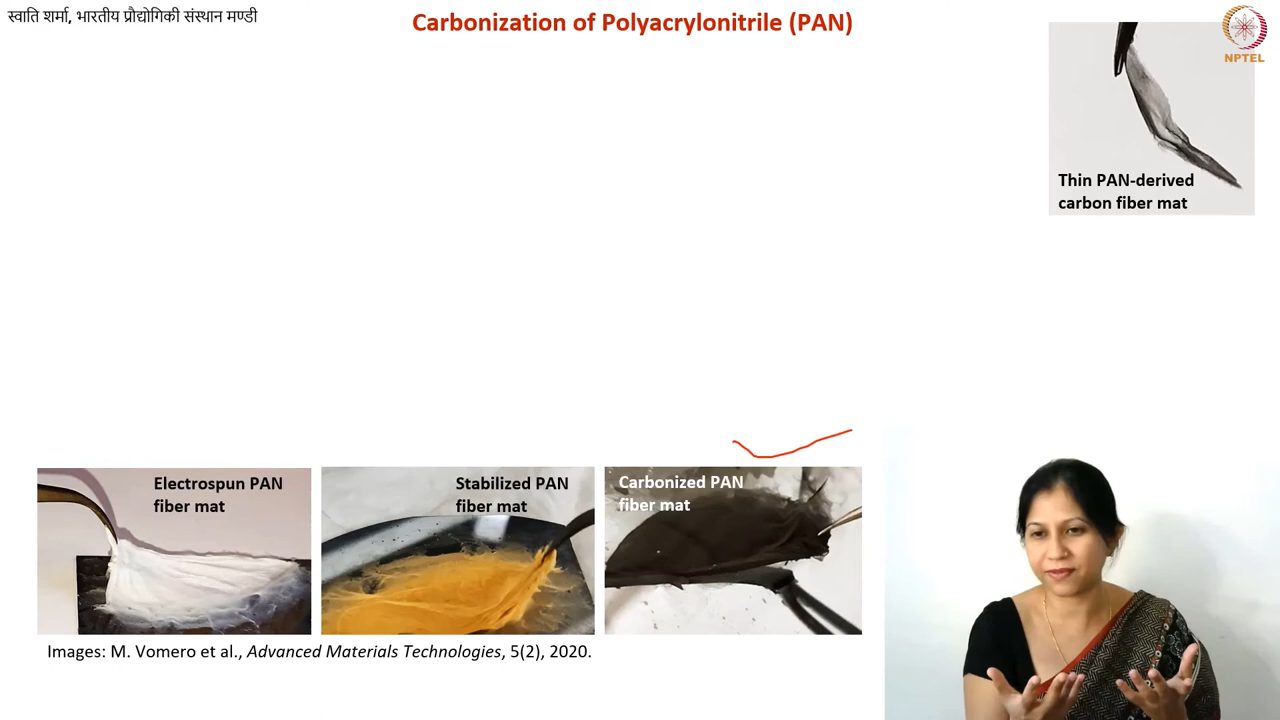 स्वाति शर्मा, भारतीय प्रौद्योगिकी संस्थान मण्डी
Carbonization of Polyacrylonitrile (PAN)
NPTEL
Thin PAN-derived
carbon fiber mat
Electrospun PAN
fiber mat
Stabilized PAN
fiber mat
Carbonized PAN
fiber mat
Images: M. Vomero et al., Advanced Materials Technologies, 5(2), 2020.